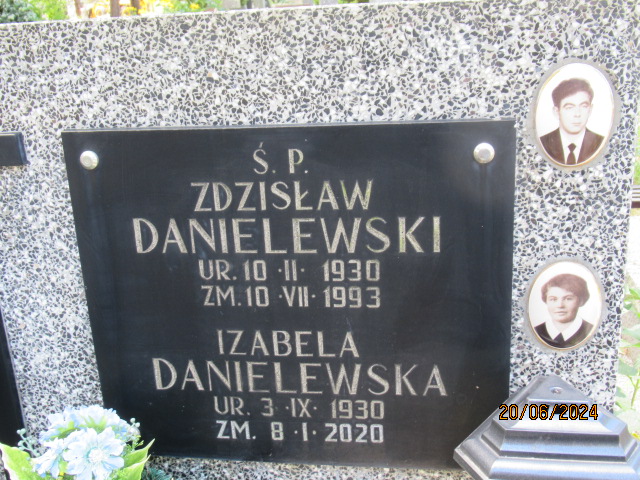 Ś. P.
ZDZISŁAW
DANIELEWSKI
UR. 10 · II · 1930
ZM. 10 · VII · 1993
IZABELA
DANIELEWSKA
UR. 3 · IX · 1930
ZM. 8 · I · 2020
20/06/2024